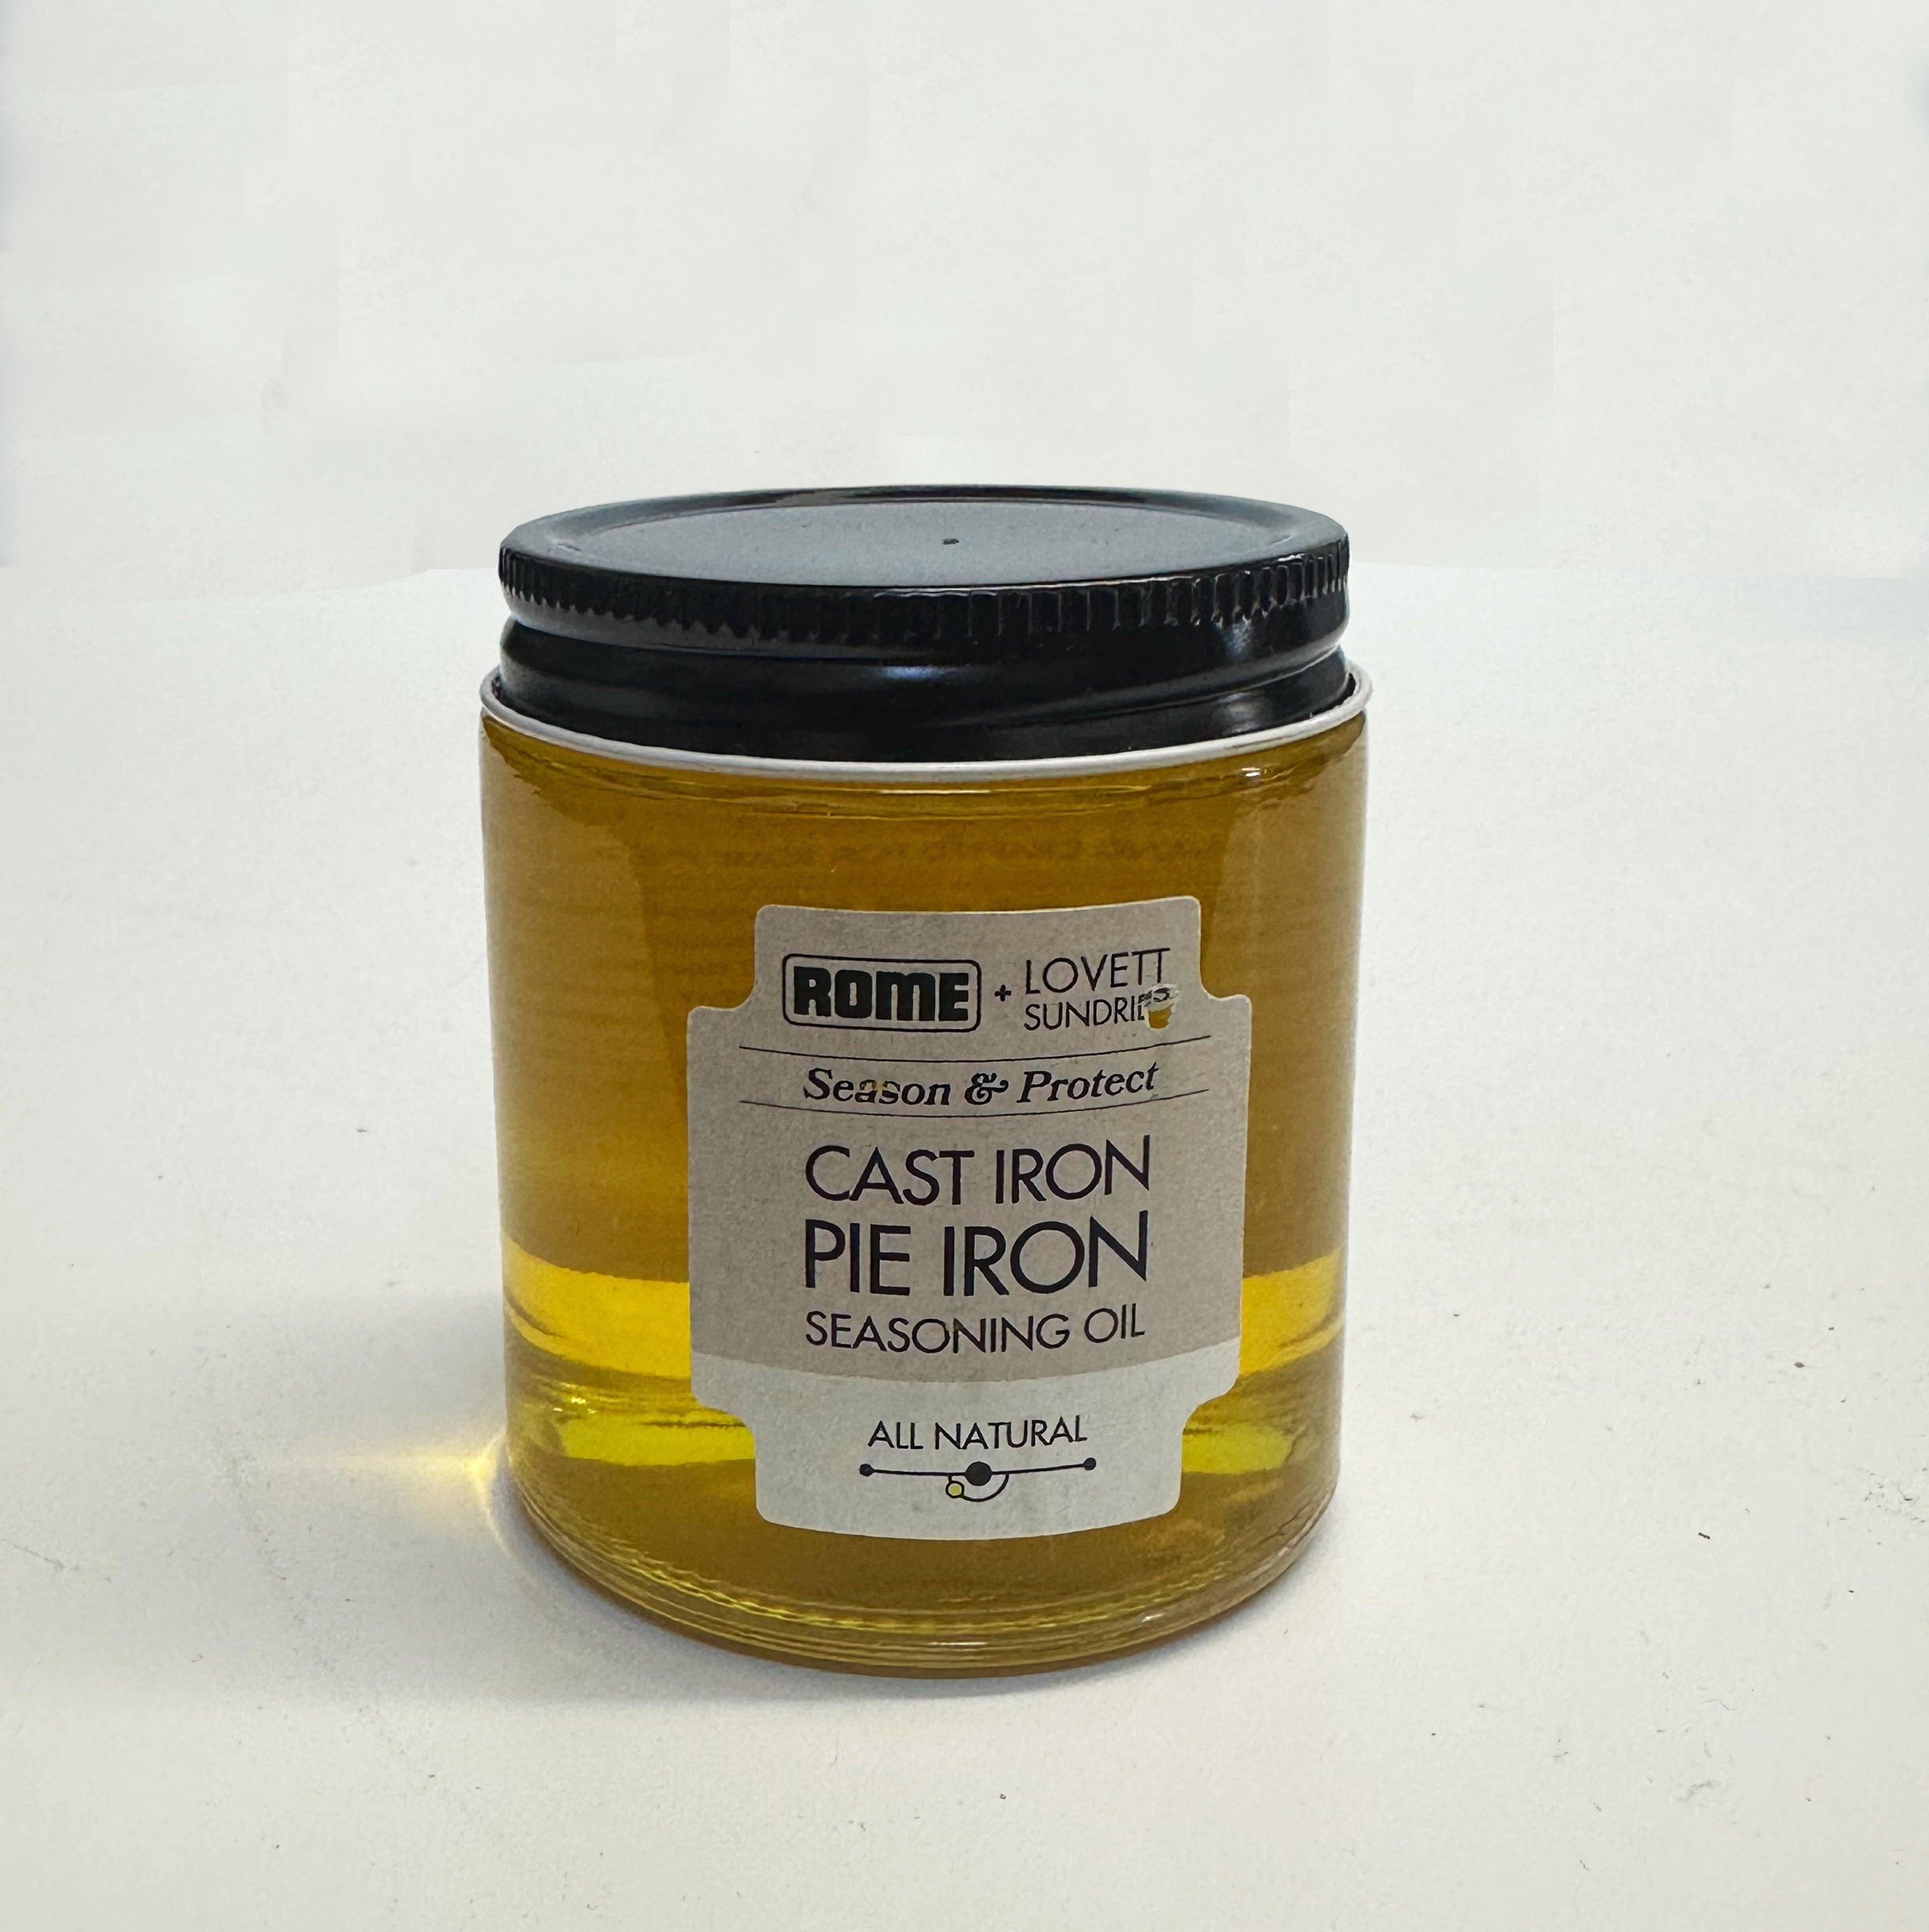 ROME + LOVETT
SUNDRIES
Season & Protect
CAST IRON
PIE IRON
SEASONING OIL
ALL NATURAL